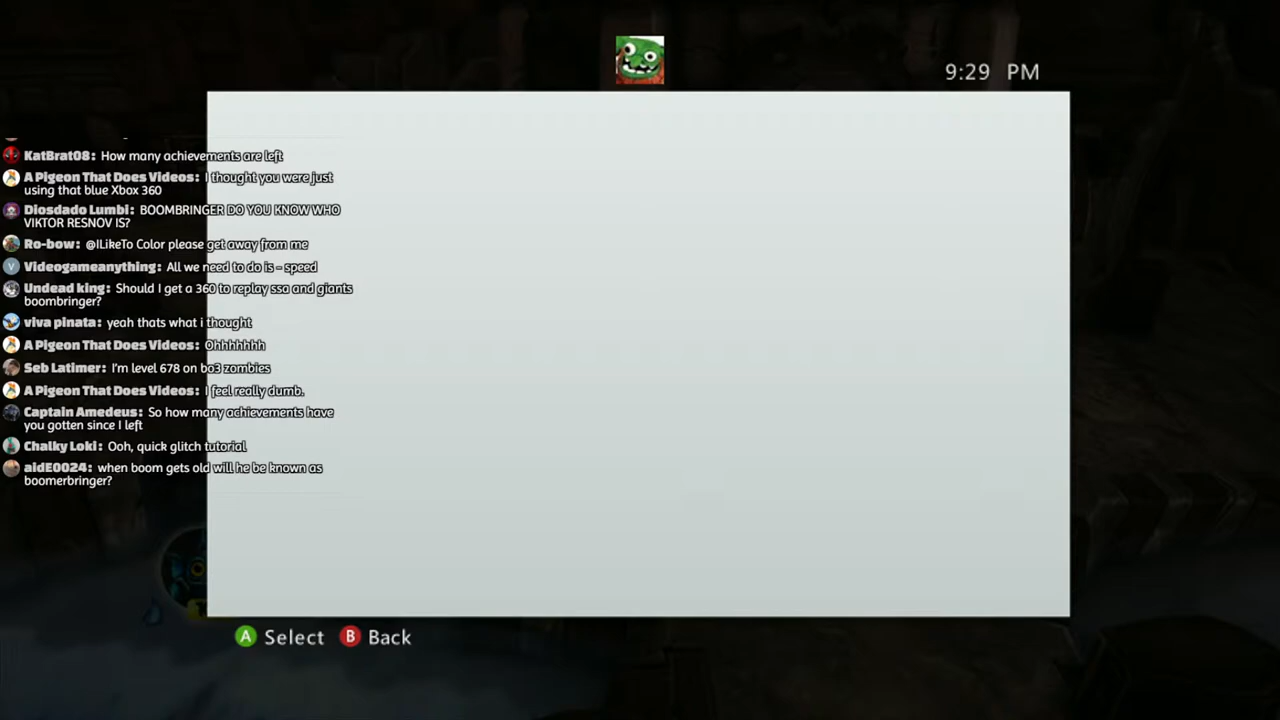 9:29 PM
KatBrat08: How many achievements are left
A Pigeon That Does Videos: I thought you were just
using that blue Xbox 360
Diosdado Lumbi: BOOMBRINGER DO YOU KNOW WHO
VIKTOR RESNOV IS?
Ro-bow: @ILikeTo Color please get away from me
V Videogameanything: All we need to do is - speed
Undead king: Should I get a 360 to replay ssa and giants
boombringer?
viva pinata: yeah thats what i thought
A Pigeon That Does Videos: Ohhhhhhh
Seb Latimer: I'm level 678 on bo3 zombies
A Pigeon That Does Videos: I feel really dumb.
Captain Amedeus: So how many achievements have
you gotten since I left
Chalky Loki: Ooh, quick glitch tutorial
aidE0024: when boom gets old will he be known as
boomerbringer?
A Select B Back